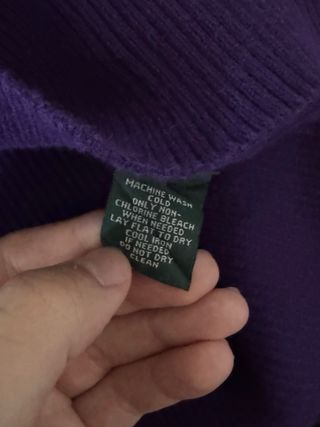 MACHINE WASH
COLD
ONLY NON-
CHLORINE BLEACH
WHEN NEEDED
LAY FLAT TO DRY
COOL IRON
IF NEEDED
DO NOT DRY
CLEAN